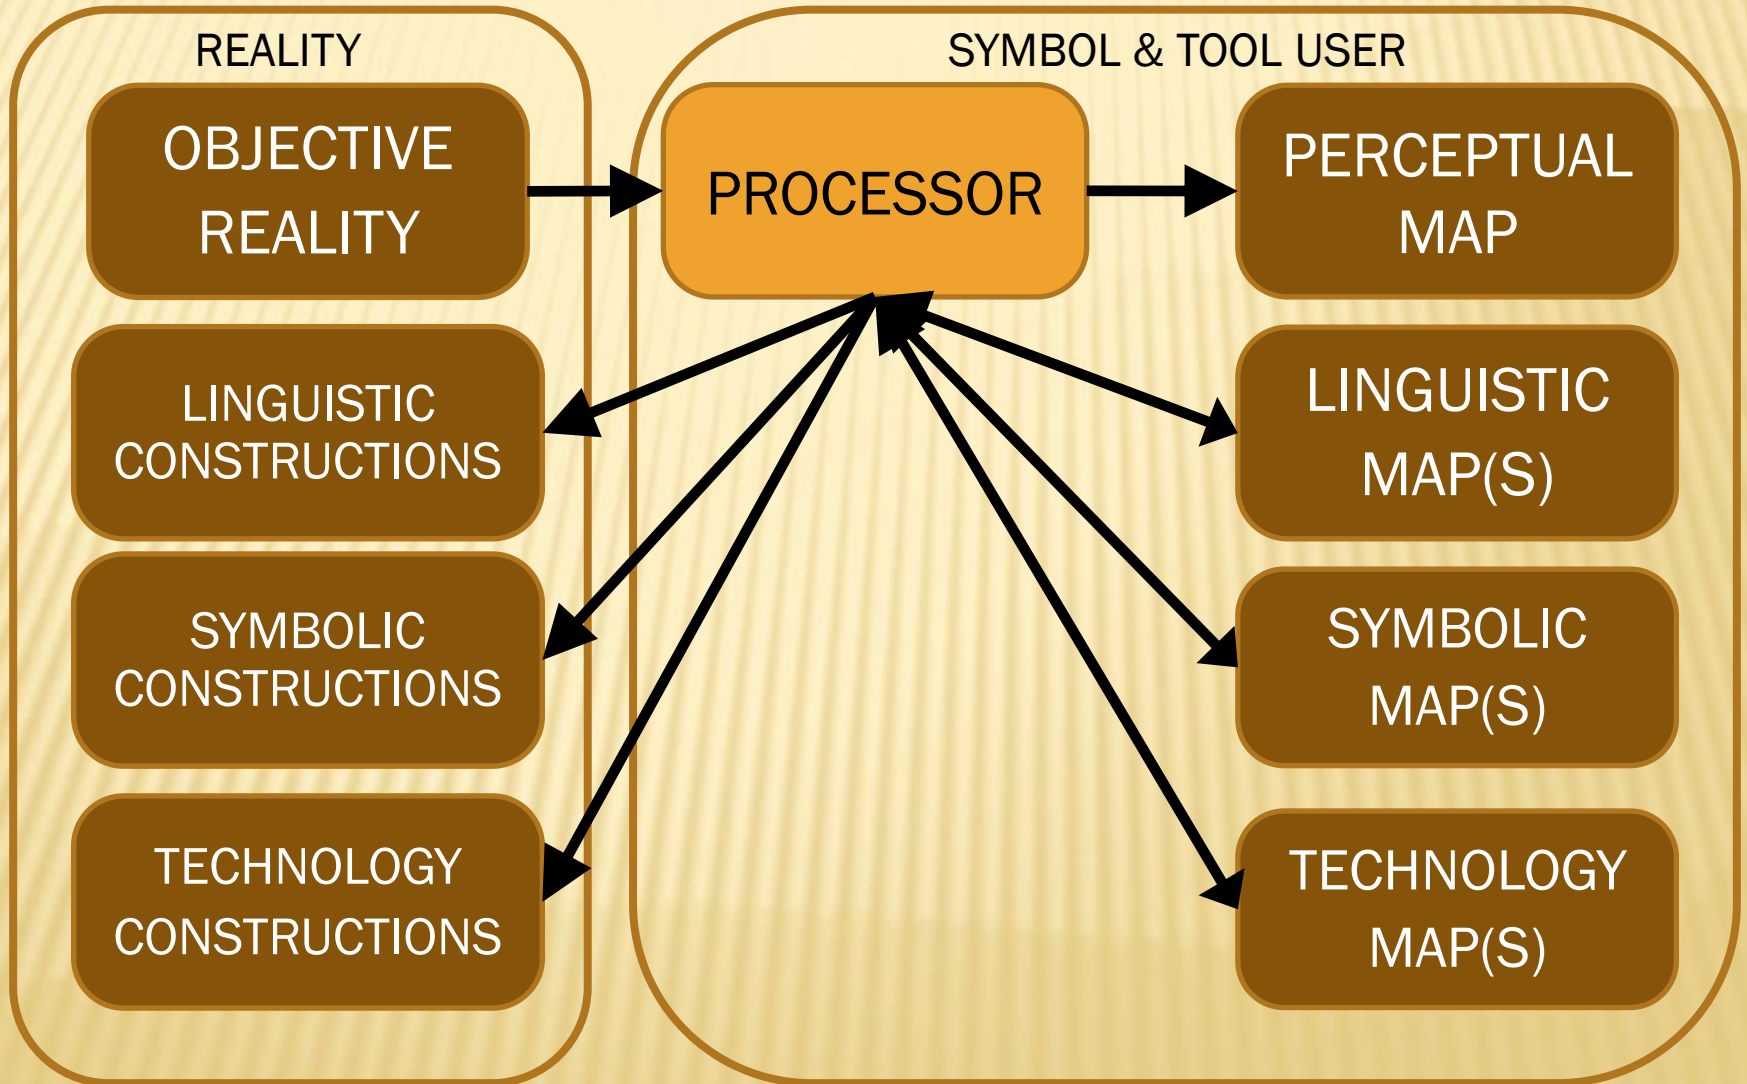 REALITY
SYMBOL & TOOL USER
OBJECTIVE
REALITY
PROCESSOR
PERCEPTUAL
MAP
LINGUISTIC
CONSTRUCTIONS
LINGUISTIC
MAP(S)
SYMBOLIC
CONSTRUCTIONS
SYMBOLIC
MAP(S)
TECHNOLOGY
CONSTRUCTIONS
TECHNOLOGY
MAP(S)